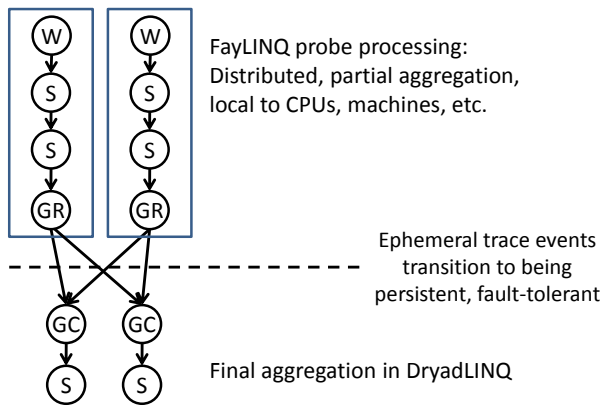 W W
FayLINQ probe processing:
S S
Distributed, partial aggregation,
local to CPUs, machines, etc.
S S
GR GR
Ephemeral trace events
transition to being
persistent, fault-tolerant
GC GC
S S
Final aggregation in DryadLINQ